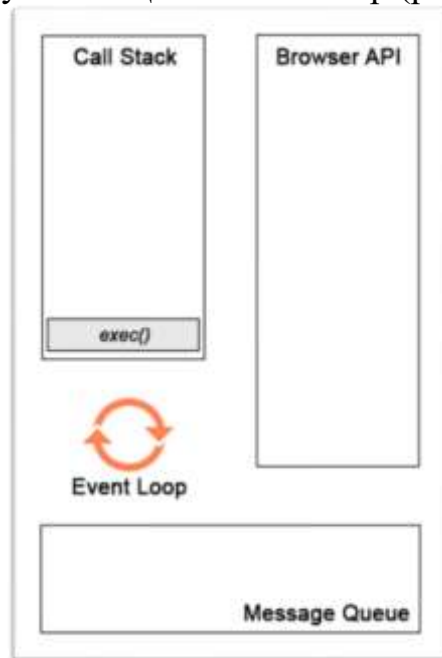 Call Stack
Browser API
exec()
Event Loop
Message Queue